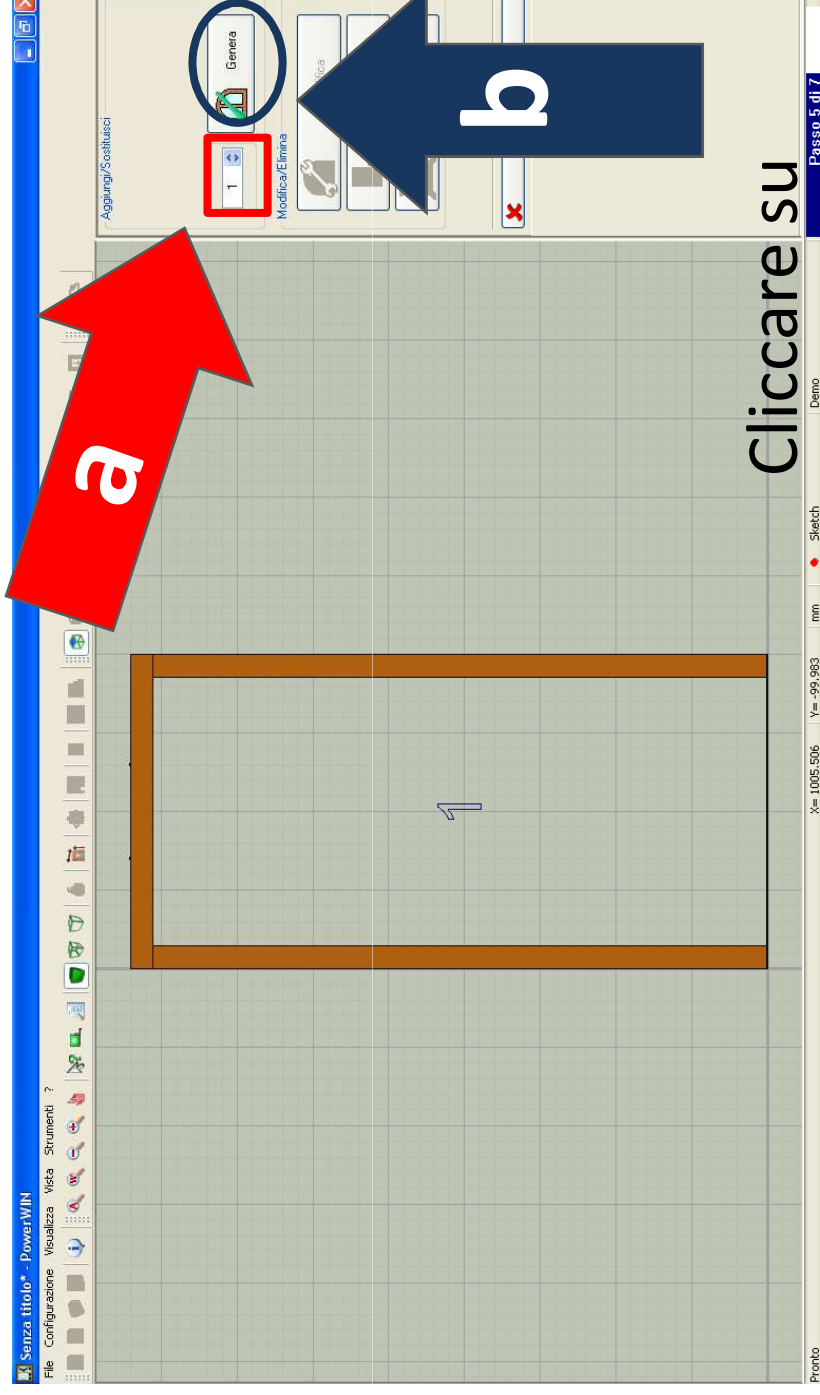 Senza titolo* - PowerWIN
File Configurazione Visualizza Vista Strumenti ?
Aggiungi/Sostituisci
1
Genera
Modifica/Elimina
a
b
1
Cliccare su
Pronto
X= 1005.506 Y= -99.983
mm
Sketch
Demo
Passo 5 di 7